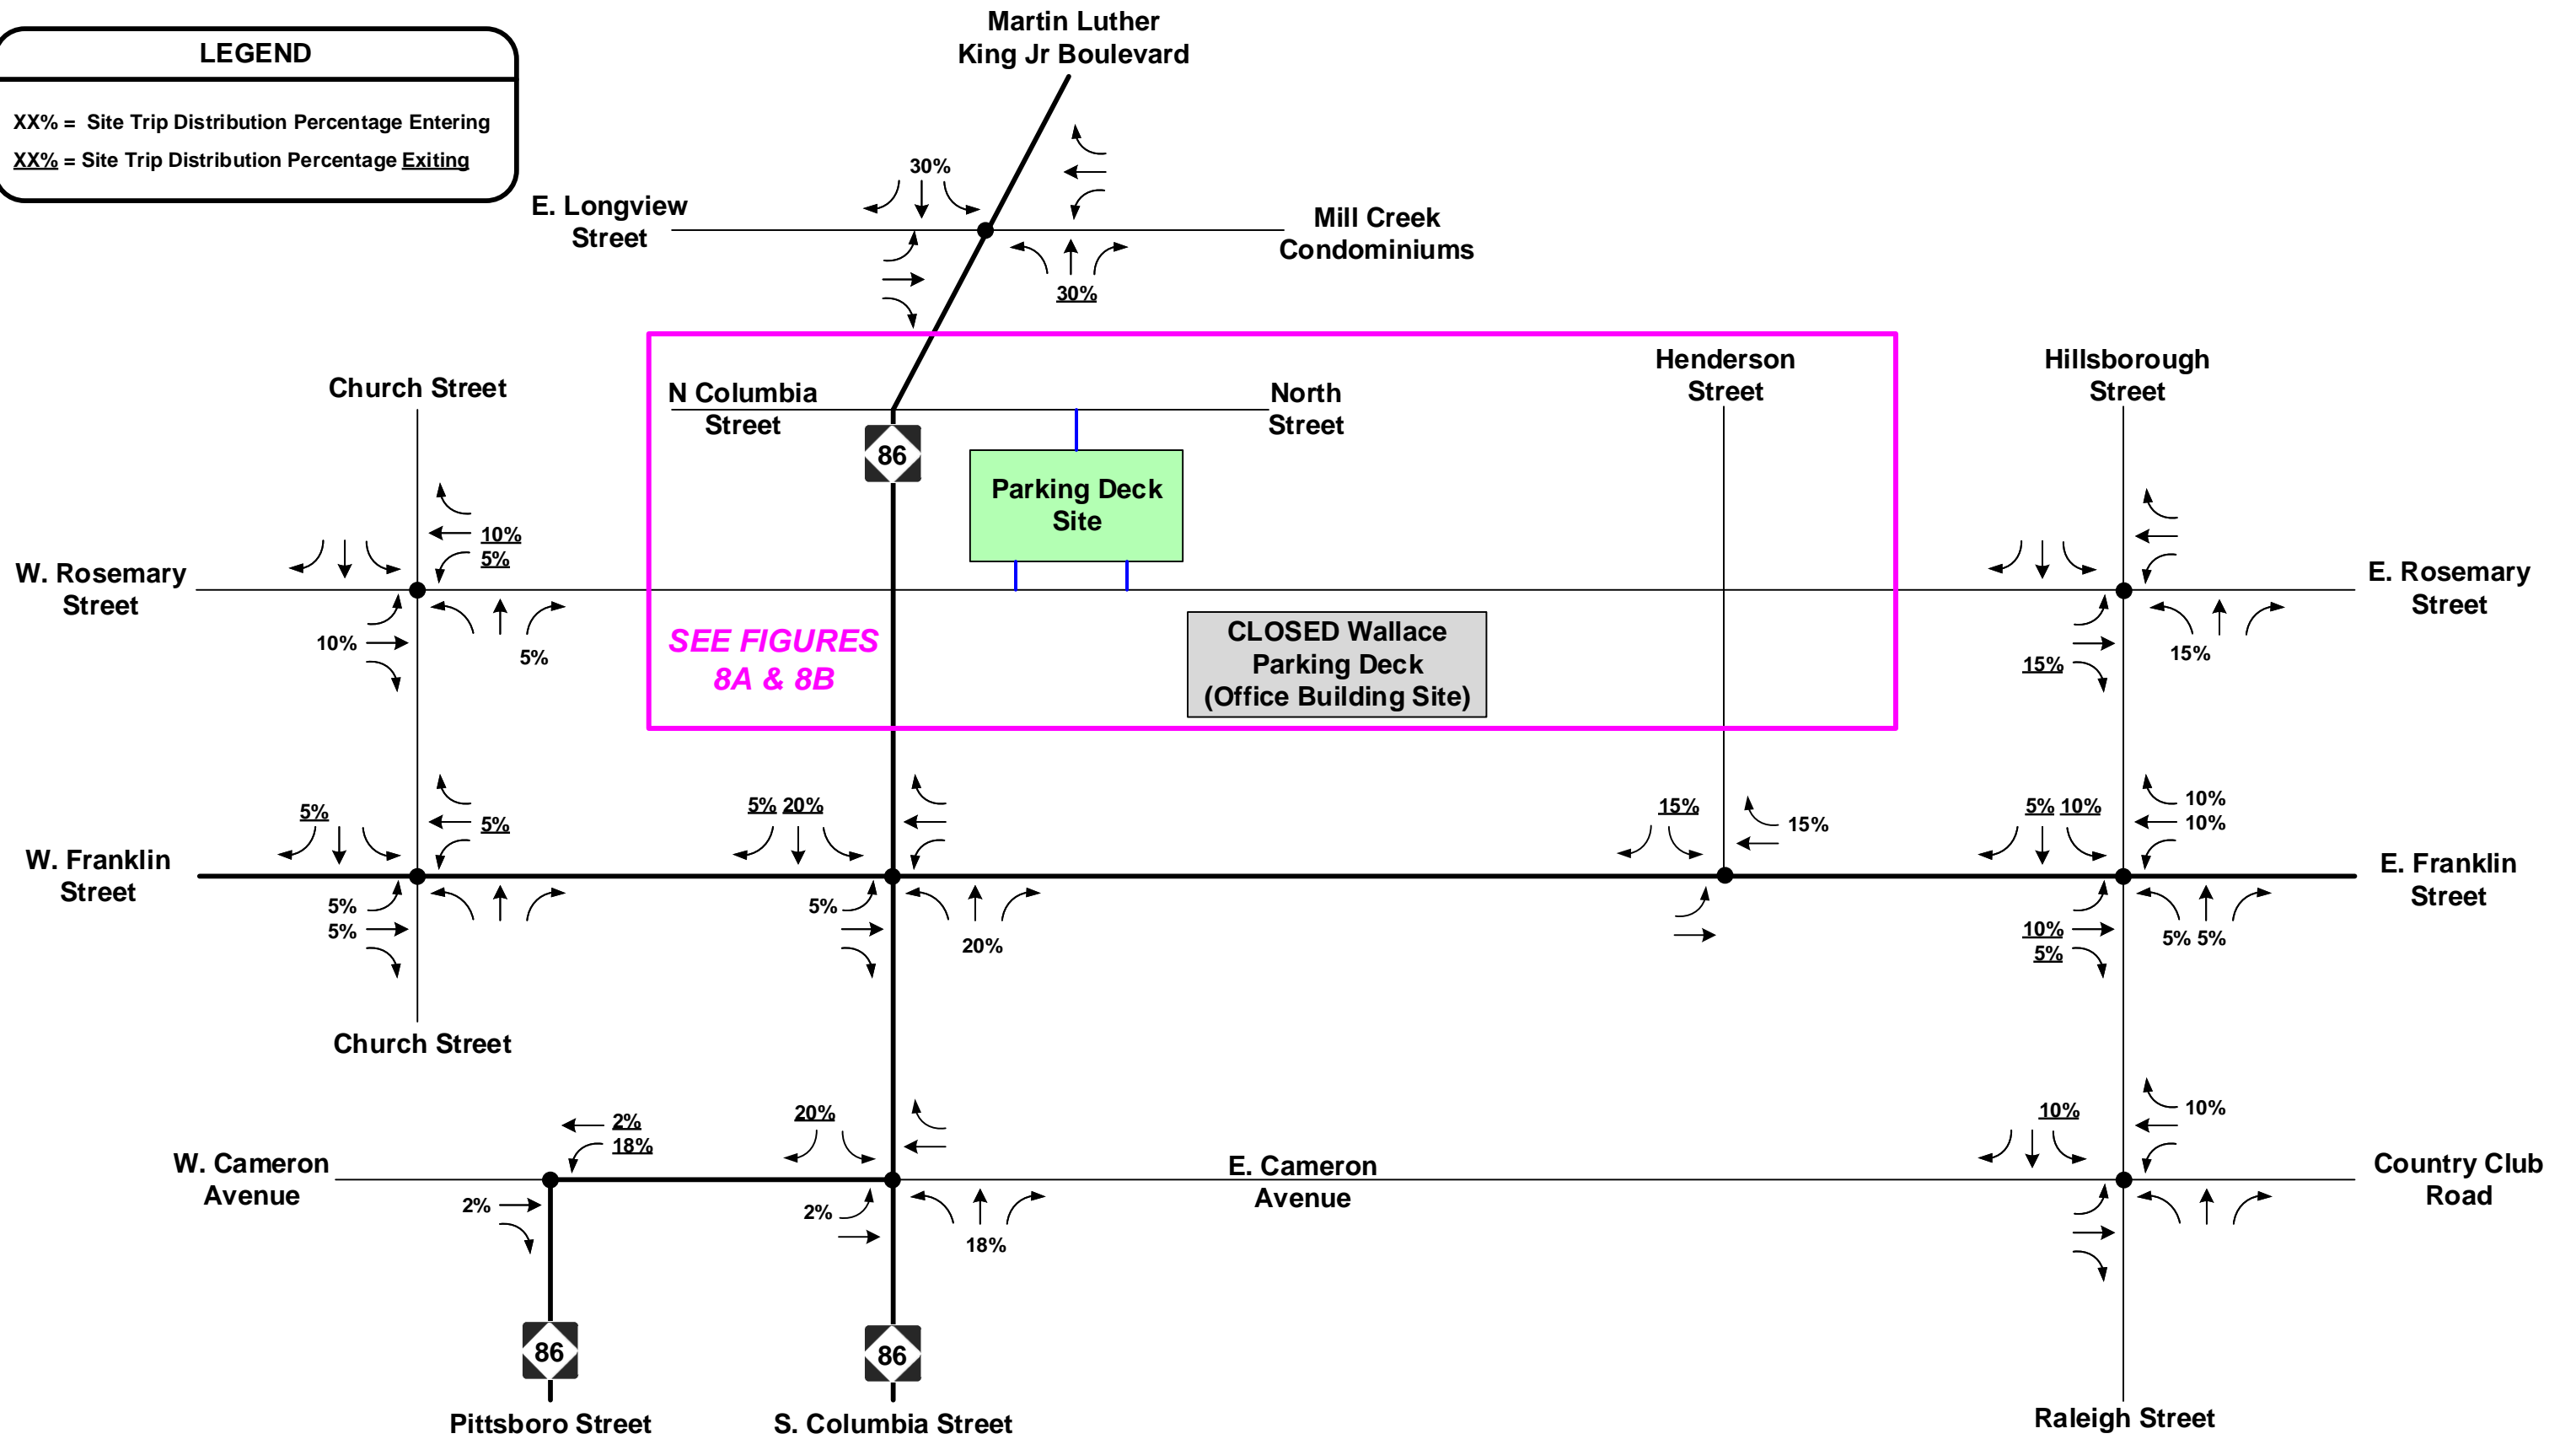 LEGEND
XX% = Site Trip Distribution Percentage Entering
XX% = Site Trip Distribution Percentage Exiting
Martin Luther
King Jr Boulevard
30%
E. Longview
Street
Mill Creek
Condominiums
30%
Church Street
N Columbia
Street
North
Street
Henderson
Street
Hillsborough
Street
86
Parking Deck
Site
10%
5%
W. Rosemary
Street
10%
5%
SEE FIGURES
8A & 8B
CLOSED Wallace
Parking Deck
(Office Building Site)
E. Rosemary
Street
15%
15%
5%
5%
W. Franklin
Street
5%
5%
5% 20%
5%
20%
15%
15%
5% 10%
10%
10%
E. Franklin
Street
10%
5%
5% 5%
Church Street
2%
18%
W. Cameron
Avenue
2%
20%
2%
18%
E. Cameron
Avenue
10%
10%
Country Club
Road
86
86
Pittsboro Street
S. Columbia Street
Raleigh Street